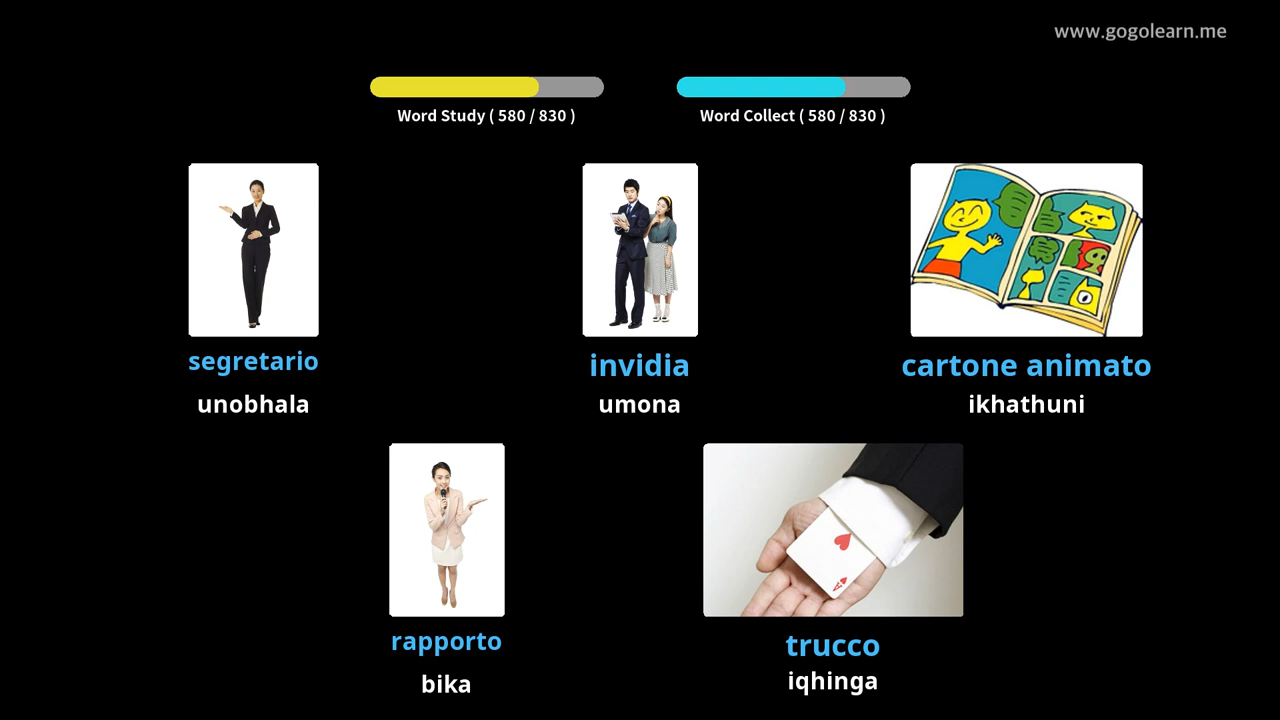 www.gogolearn.me
Word Study ( 580 / 830 )
Word Collect ( 580 / 830 )
segretario
unobhala
invidia
umona
cartone animato
ikhathuni
rapporto
bika
trucco
iqhinga